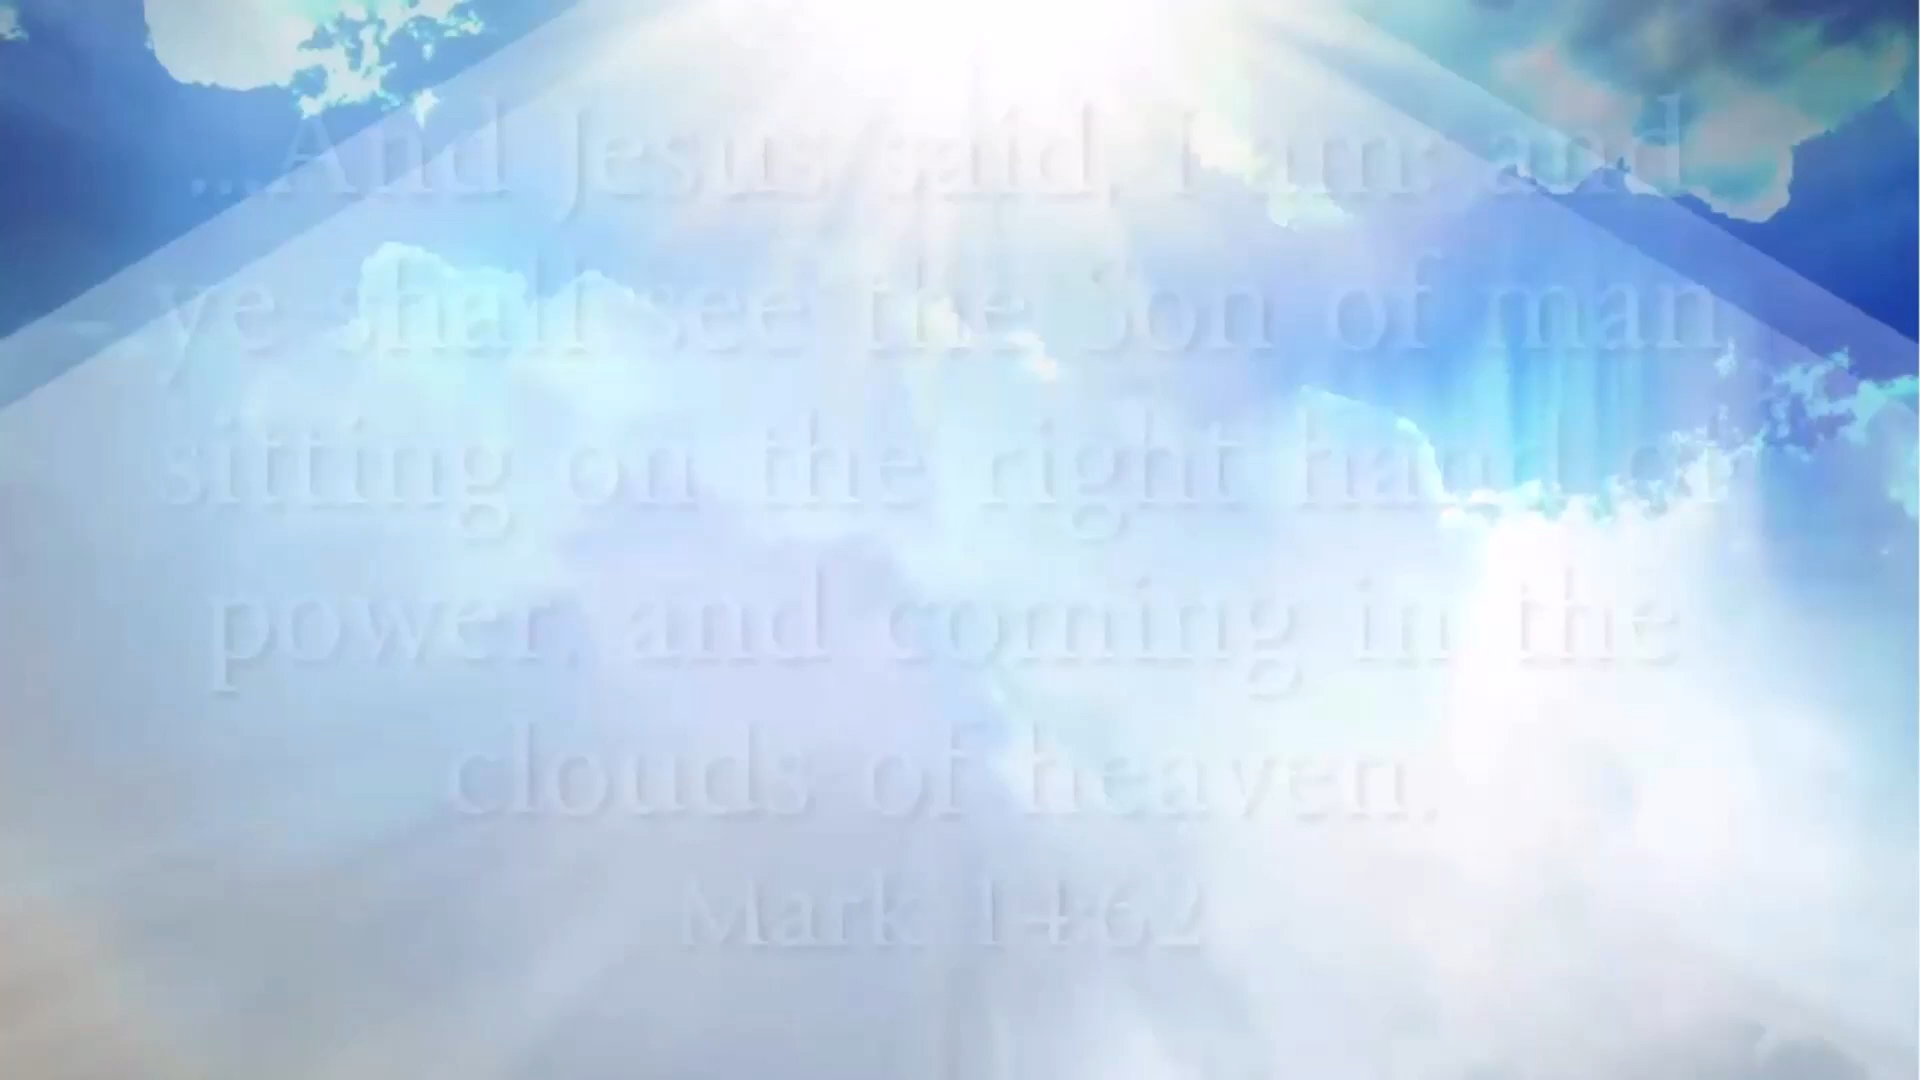 ...And Jesus said, I am: and
ye shall see the Son of man
sitting on the right hand of
power, and coming in the
clouds of heaven.
Mark 14:62